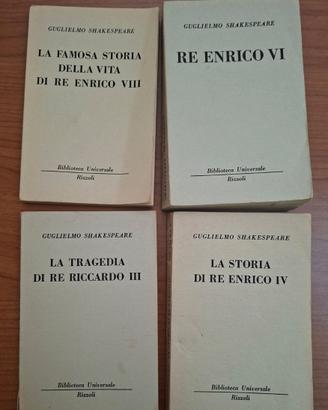 GUGLIELMO SHAKESPEARE
LA FAMOSA STORIA
DELLA VITA
DI RE ENRICO VIII
Biblioteca Universale
Rizzoli
GUGLIELMO SHAKESPEARE
RE ENRICO VI
Biblioteca Universale
Rizzoli
GUGLIELMO SHAKESPEARE
LA TRAGEDIA
DI RE RICCARDO III
Biblioteca Universale
Rizzoli
GUGLIELMO SHAKESPEARE
LA STORIA
DI RE ENRICO IV
Biblioteca Universale
Rizzoli